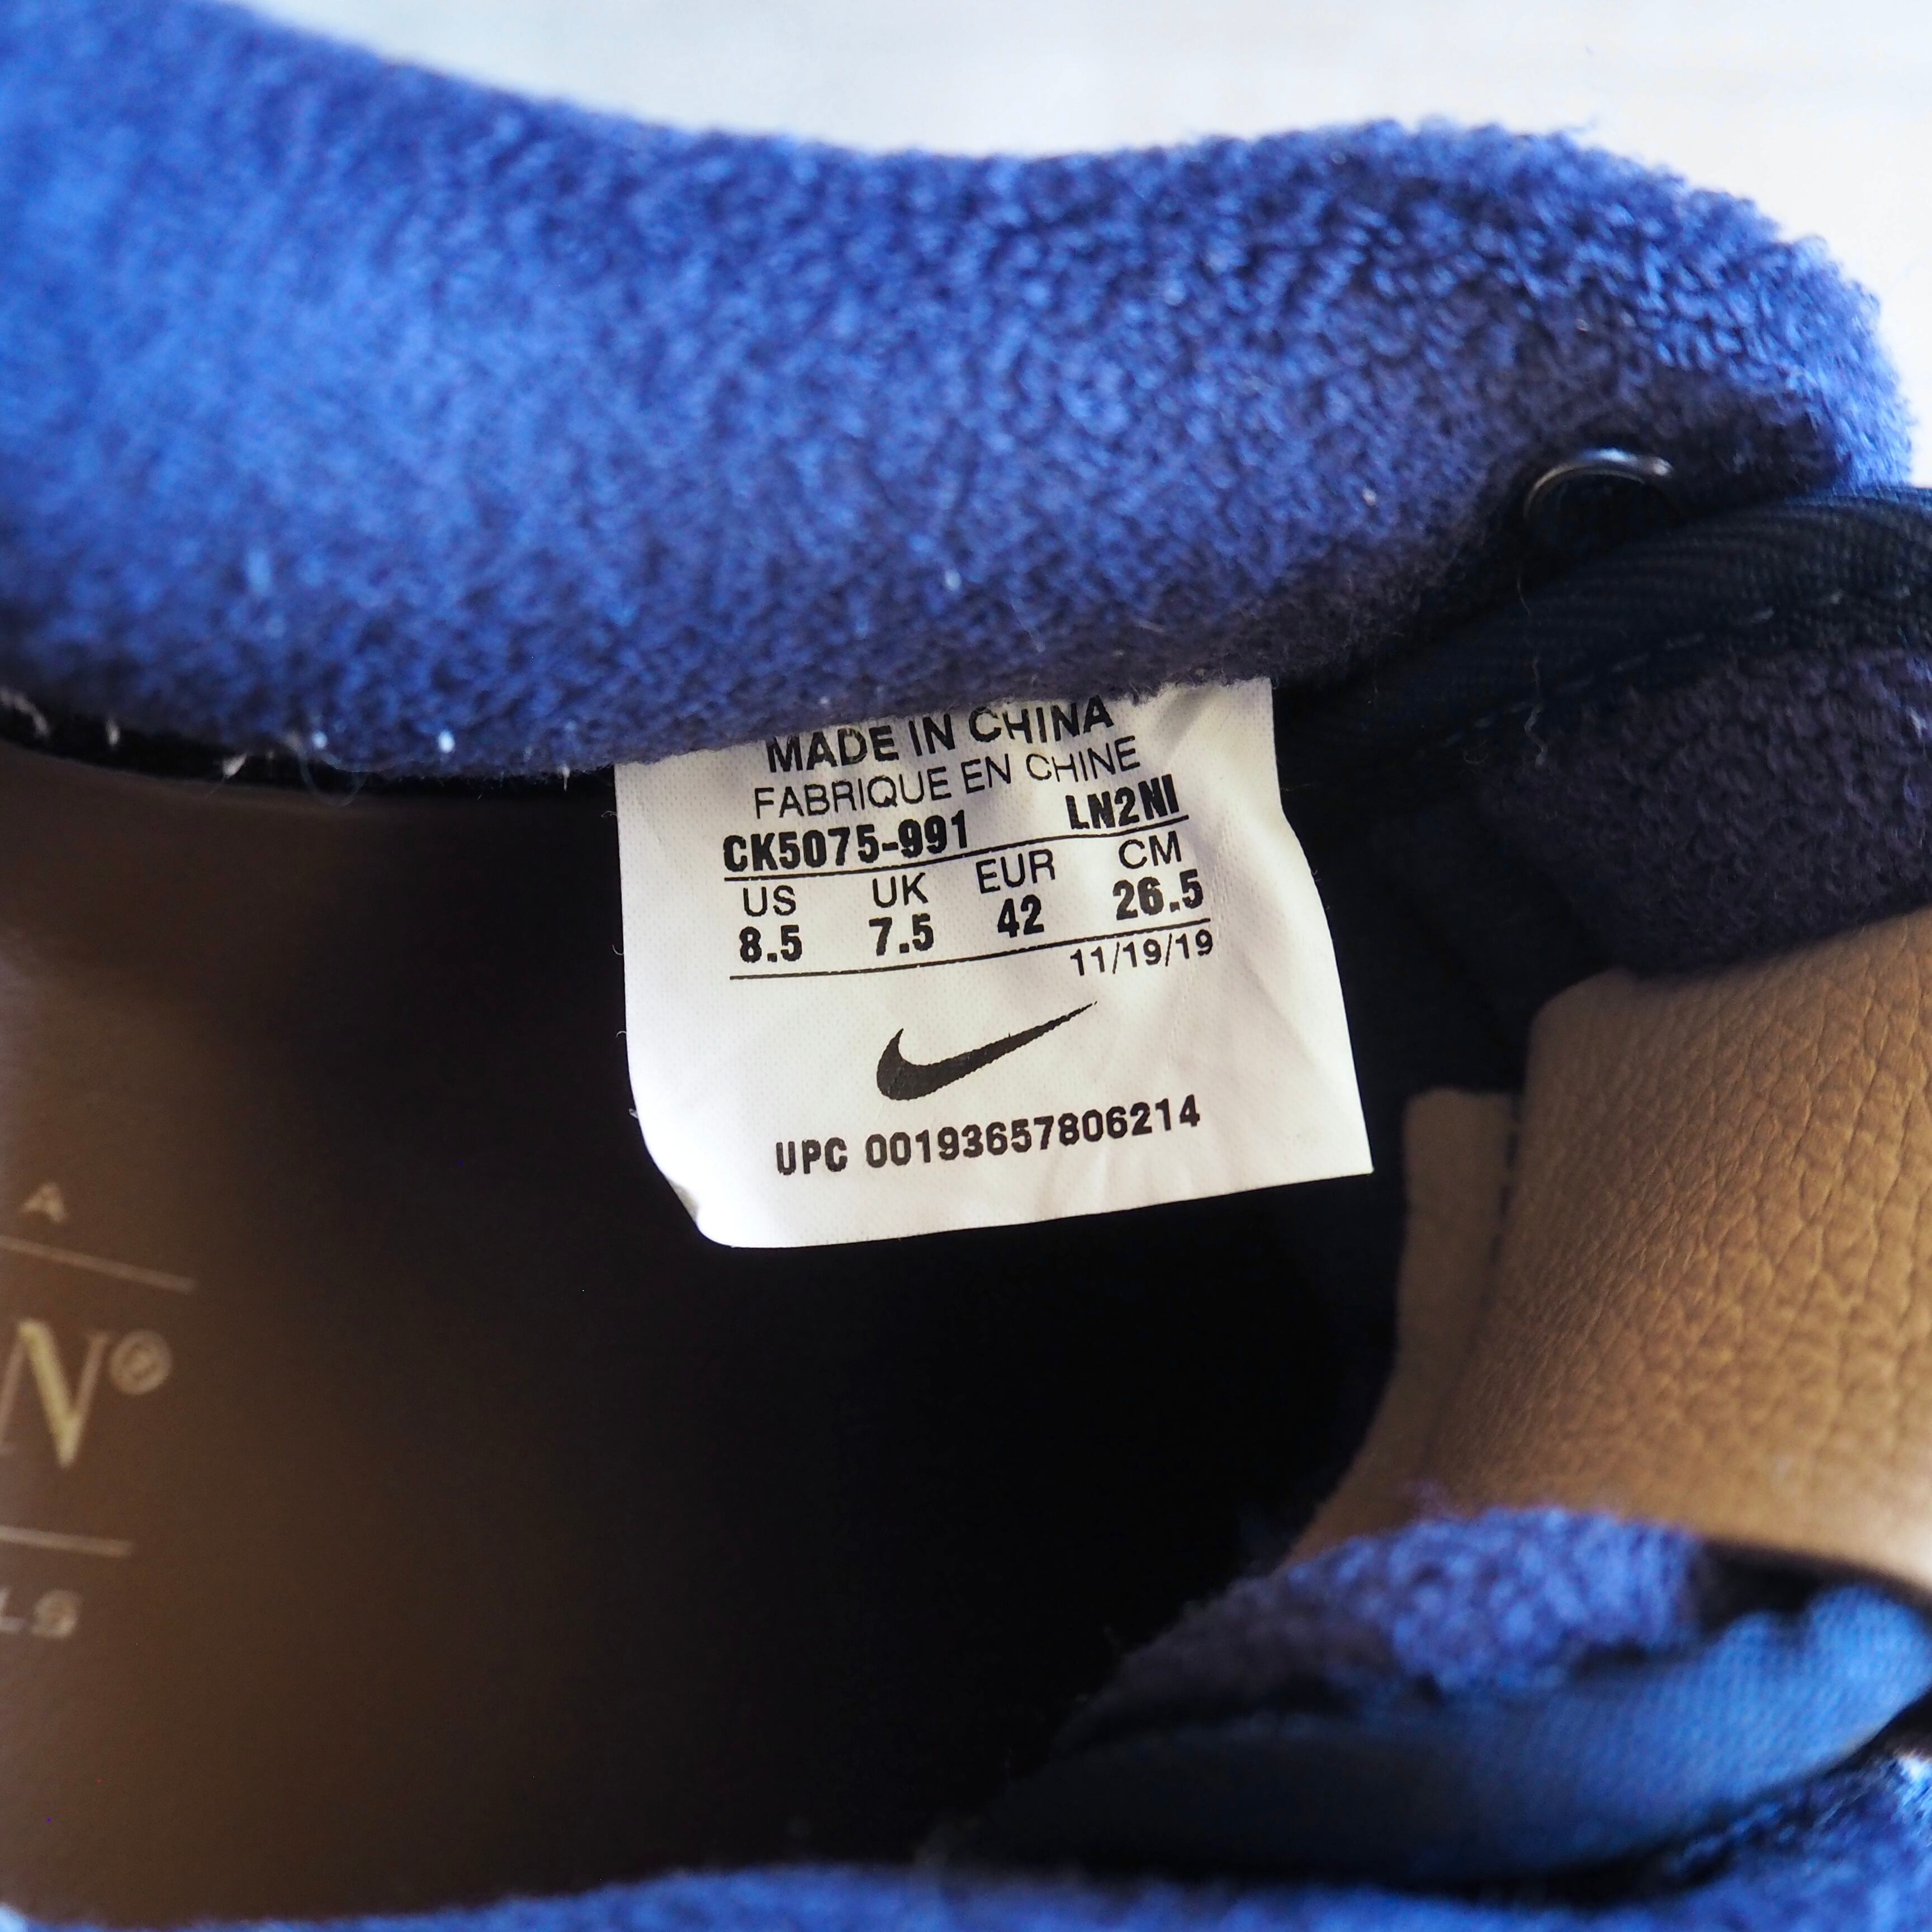 MADE IN CHINA
FABRIQUE EN CHINE
CK5075-991 LN2NI
US UK EUR CM
8.5 7.5 42 26.5
11/19/19
UPC 00193657806214
A
N®
LS